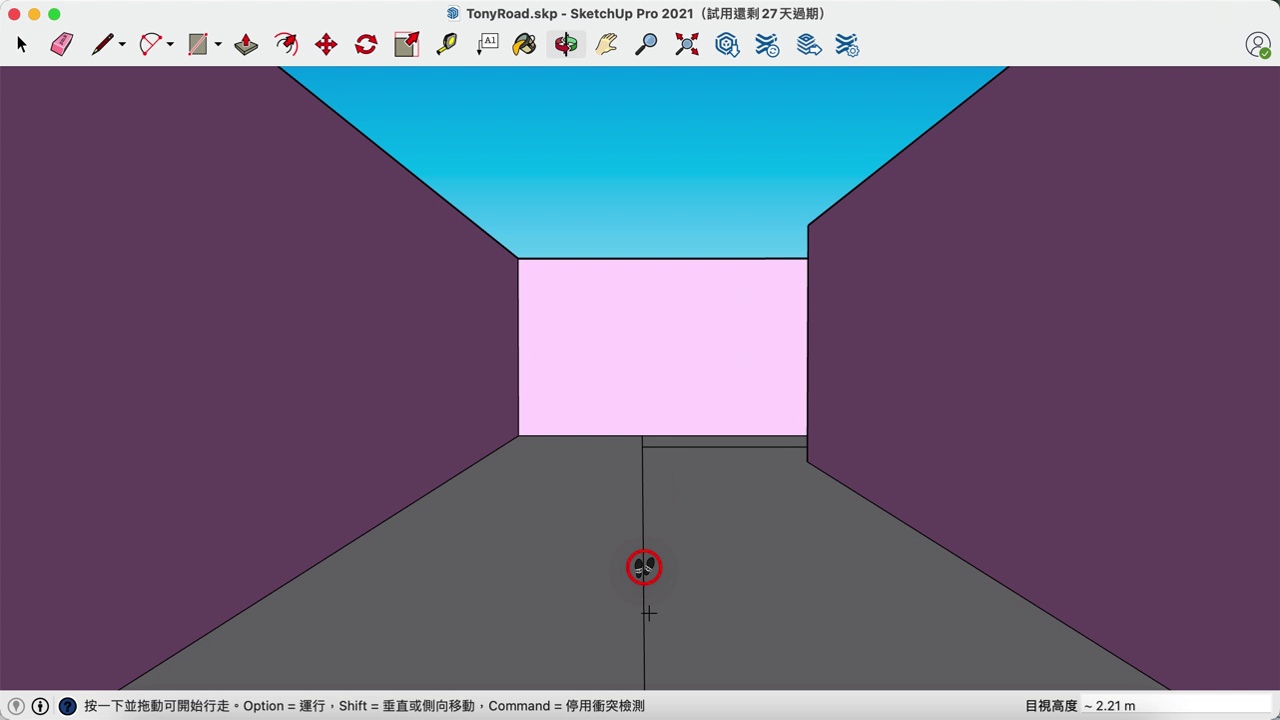 TonyRoad.skp - SketchUp Pro 2021（試用還剩 27 天過期）
A1
按一下並拖動可開始行走。Option = 運行，Shift = 垂直或側向移動，Command = 停用衝突檢測
目視高度 ~ 2.21 m